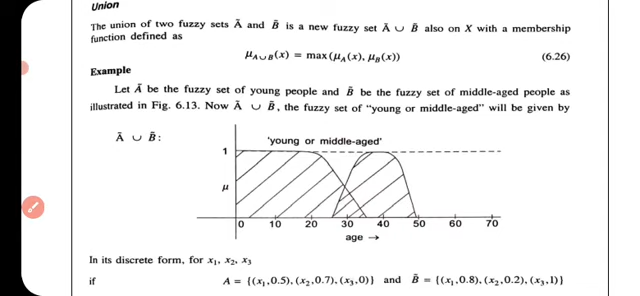 Union
The union of two fuzzy sets Ã and B̃ is a new fuzzy set Ã ∪ B̃ also on X with a membership
function defined as
μ_{A∪B}(x) = max(μ_A(x), μ_B(x)) (6.26)
Example
Let Ã be the fuzzy set of young people and B̃ be the fuzzy set of middle-aged people as
illustrated in Fig. 6.13. Now Ã ∪ B̃, the fuzzy set of "young or middle-aged" will be given by
Ã ∪ B̃ :
'young or middle-aged'
1
μ
0 10 20 30 40 50 60 70
age →
In its discrete form, for x₁, x₂, x₃
if A = {(x₁,0.5),(x₂,0.7),(x₃,0)} and B̃ = {(x₁,0.8),(x₂,0.2),(x₃,1)}